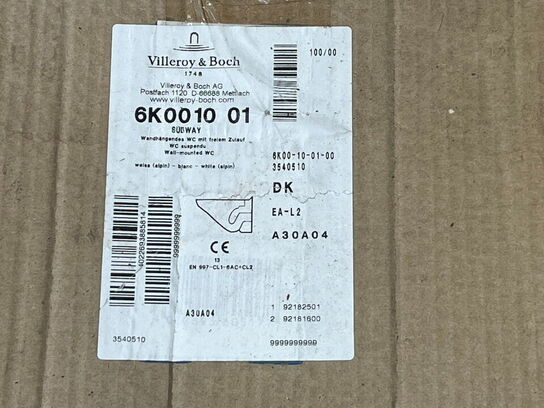 Villeroy & Boch
1748
100/00
Villeroy & Boch AG
Postfach 1120 D-66688 Mettlach
www.villeroy-boch.com
6K0010 01
SUBWAY
Wandhängendes WC mit freiem Zulauf
WC suspendu
Wall-mounted WC
weiss (alpin) - blanc - white (alpin)
6K00-10-01-00
3540510
DK
EA-L2
A30A04
4022693885814
CE
13
EN 997-CL1-6AC+CL2
A30A04
1 92182501
2 92181600
3540510
9999999999